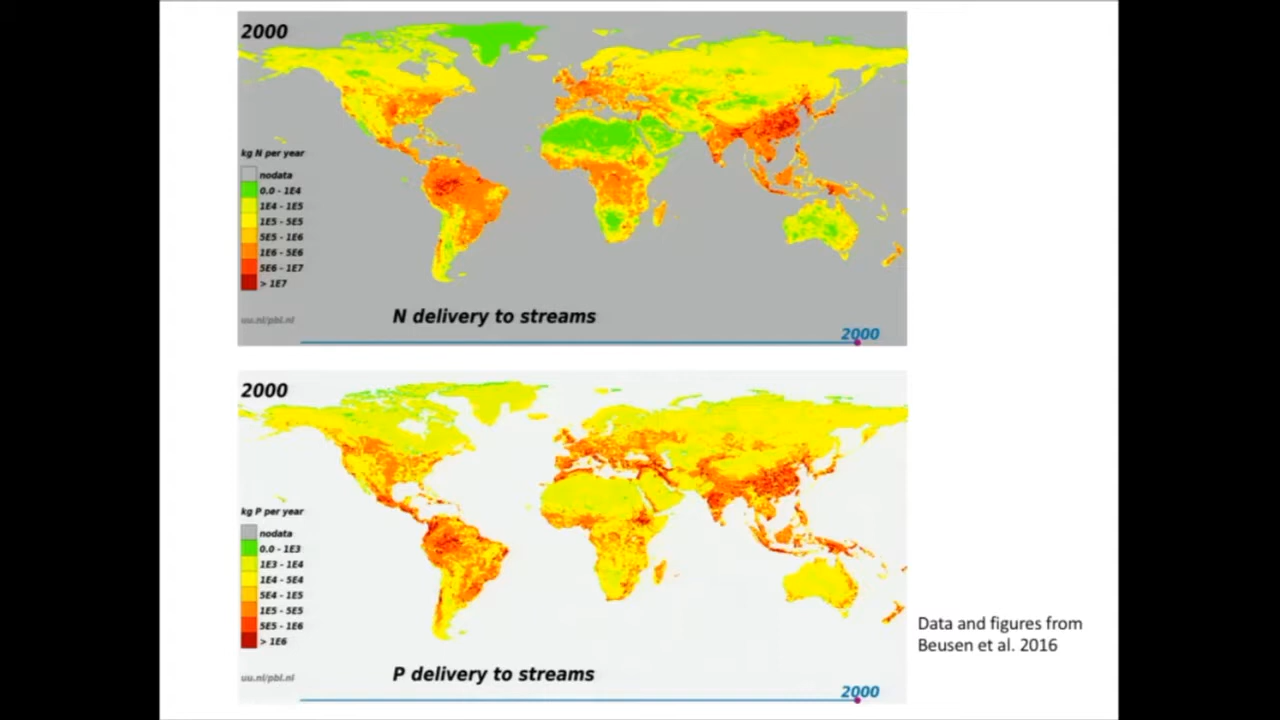 2000
kg N per year
nodata
0.0 - 1E4
1E4 - 1E5
1E5 - 5E5
5E5 - 1E6
1E6 - 5E6
5E6 - 1E7
> 1E7
uu.nl/pbl.nl
N delivery to streams
2000
2000
kg P per year
nodata
0.0 - 1E3
1E3 - 1E4
1E4 - 5E4
5E4 - 1E5
1E5 - 5E5
5E5 - 1E6
> 1E6
uu.nl/pbl.nl
P delivery to streams
2000
Data and figures from
Beusen et al. 2016